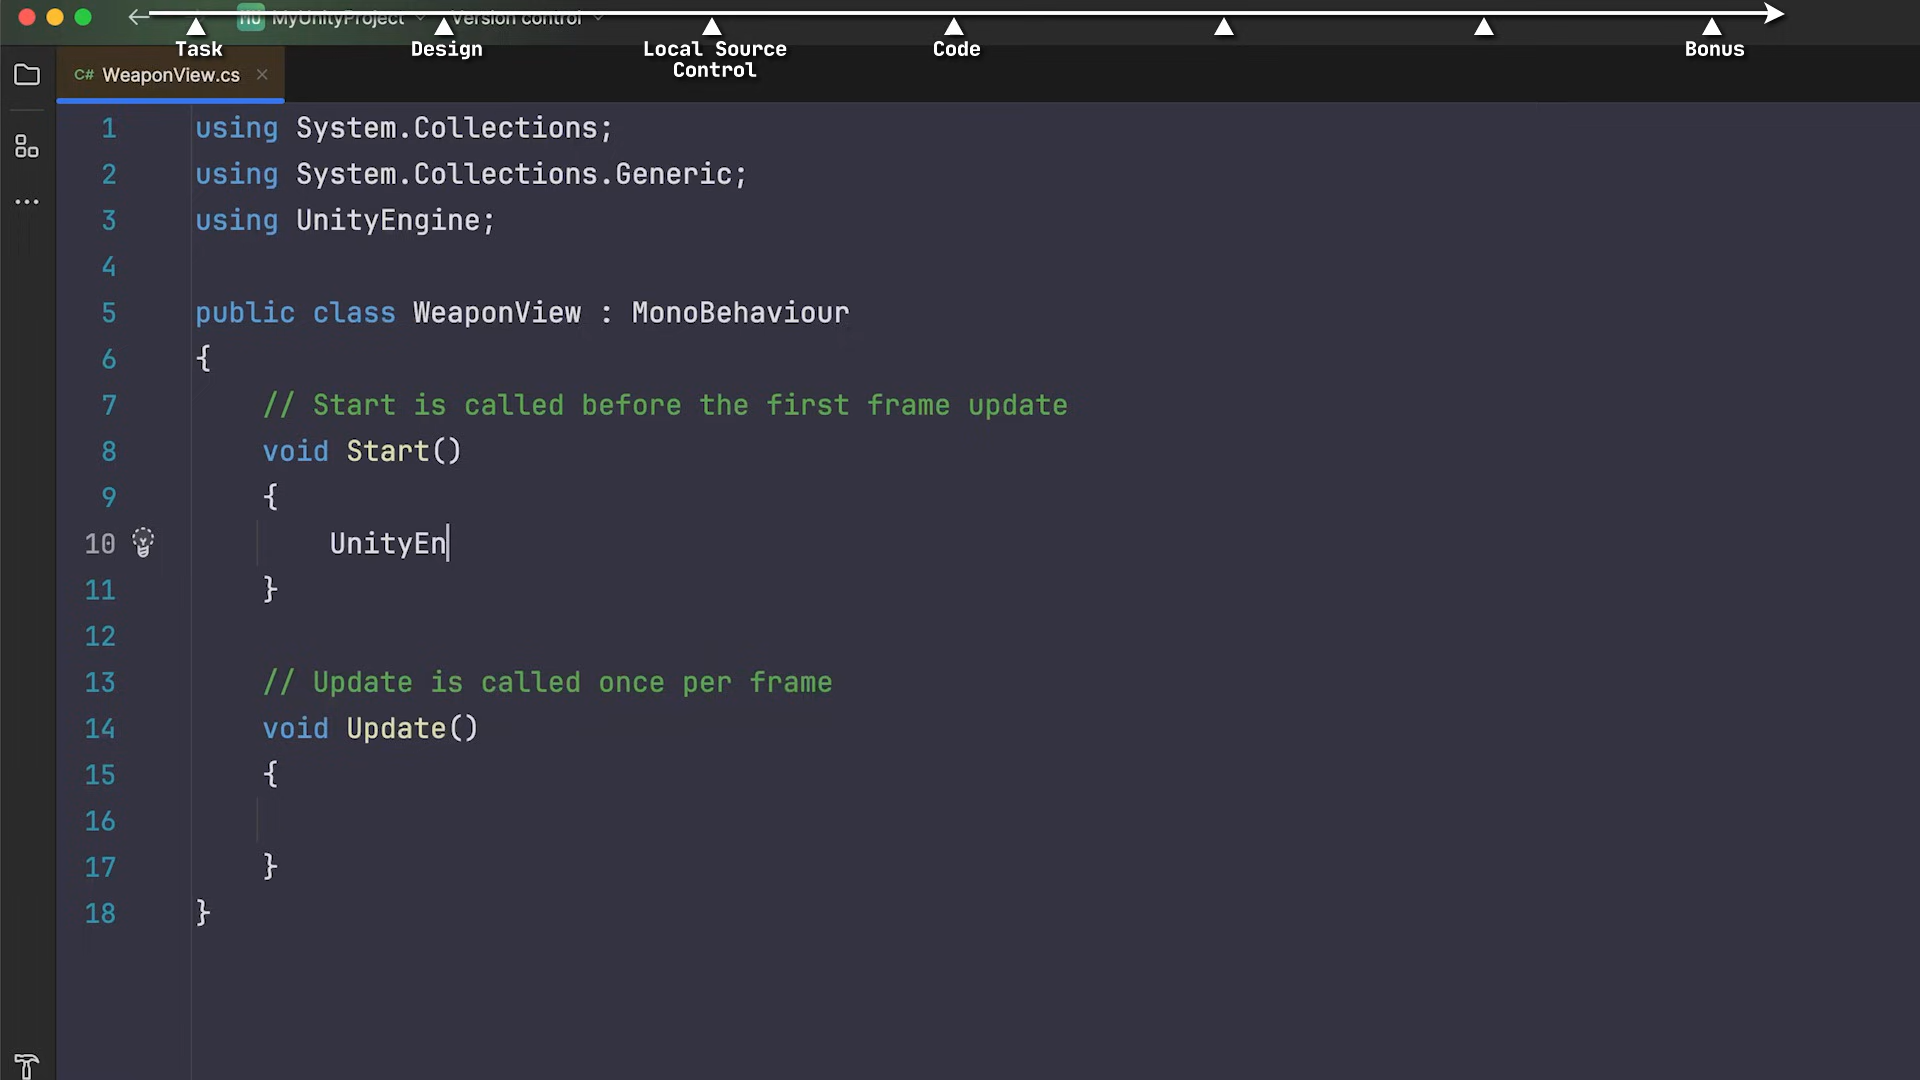 MyUnityProject Version control
Task Design Local Source Control Code Bonus
C# WeaponView.cs
1 using System.Collections;
2 using System.Collections.Generic;
3 using UnityEngine;
4
5 public class WeaponView : MonoBehaviour
6 {
7 // Start is called before the first frame update
8 void Start()
9 {
10 UnityEn
11 }
12
13 // Update is called once per frame
14 void Update()
15 {
16
17 }
18 }